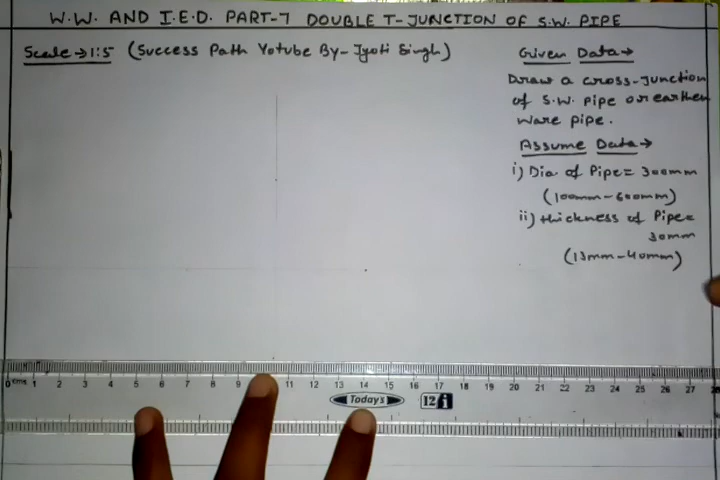 W.W. AND I.E.D. PART-7 DOUBLE T-JUNCTION OF S.W. PIPE
Scale→1:5 (Success Path Yotube By-Jyoti Singh)
Given Data→
Draw a cross-junction
of S.W. pipe or earthen
ware pipe.
Assume Data→
i) Dia of Pipe= 300mm
(100mm-600mm)
ii) thickness of Pipe=
30mm
(13mm-40mm)
0 cms 1 2 3 4 5 6 7 8 9 11 12 13 14 15 16 17 18 19 20 21 22 23 24 25 26 27
Todays 12 i